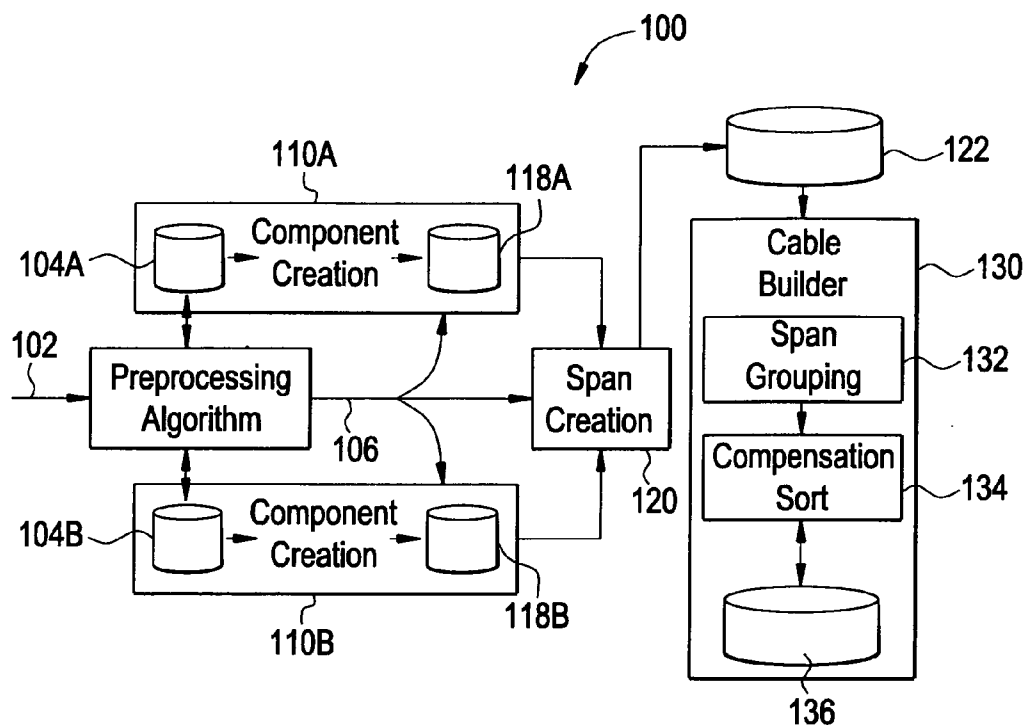 100
110A
118A
122
104A
Component
Creation
Cable
Builder
130
102
Preprocessing
Algorithm
Span
Creation
Span
Grouping
132
106
120
Compensation
Sort
134
104B
Component
Creation
110B
118B
136